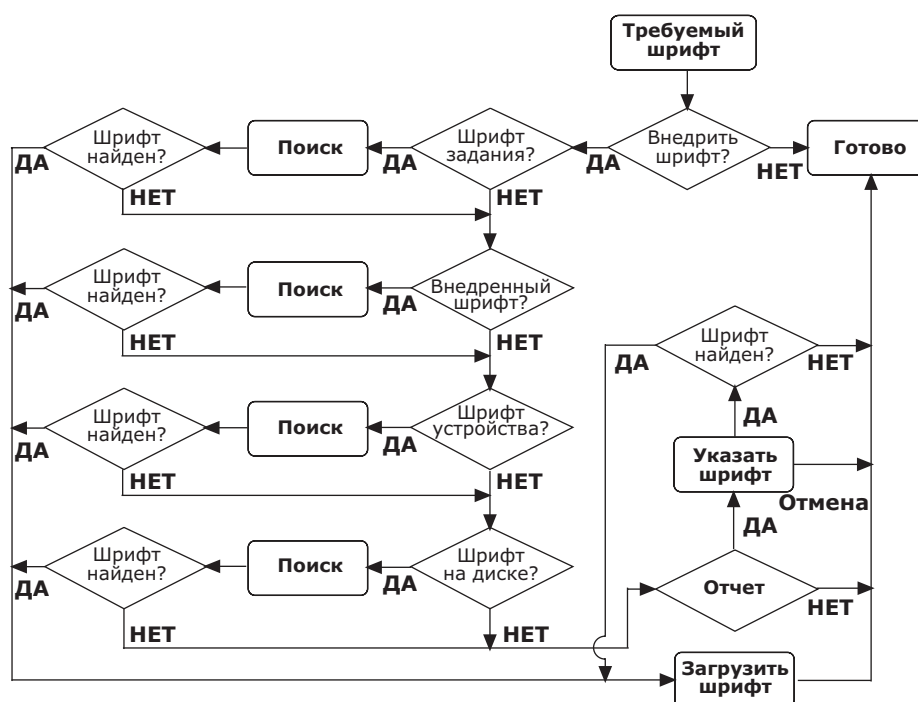 Требуемый
шрифт
Шрифт
найден?
Поиск
Шрифт
задания?
Внедрить
шрифт?
Готово
ДА
ДА
ДА
НЕТ
НЕТ
НЕТ
Шрифт
найден?
Поиск
Внедренный
шрифт?
ДА
ДА
НЕТ
НЕТ
Шрифт
найден?
ДА
НЕТ
Шрифт
найден?
Поиск
Шрифт
устройства?
ДА
ДА
ДА
НЕТ
НЕТ
Указать
шрифт
Отмена
ДА
Шрифт
найден?
Поиск
Шрифт
на диске?
Отчет
ДА
ДА
НЕТ
НЕТ
НЕТ
Загрузить
шрифт